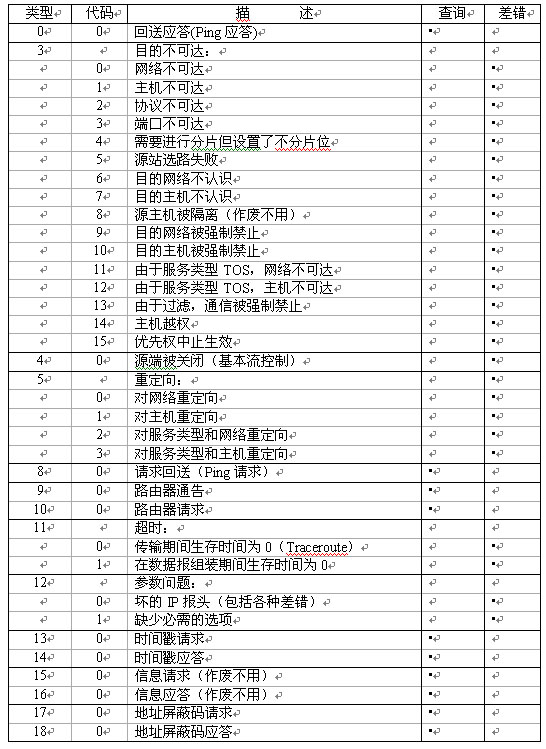 类型 代码 描 述 查询 差错
0 0 回送应答(Ping 应答) ·
3 目的不可达：
0 网络不可达 ·
1 主机不可达 ·
2 协议不可达 ·
3 端口不可达 ·
4 需要进行分片但设置了不分片位 ·
5 源站选路失败 ·
6 目的网络不认识 ·
7 目的主机不认识 ·
8 源主机被隔离（作废不用） ·
9 目的网络被强制禁止 ·
10 目的主机被强制禁止 ·
11 由于服务类型 TOS，网络不可达 ·
12 由于服务类型 TOS，主机不可达 ·
13 由于过滤，通信被强制禁止 ·
14 主机越权 ·
15 优先权中止生效 ·
4 0 源端被关闭（基本流控制） ·
5 重定向： ·
0 对网络重定向 ·
1 对主机重定向 ·
2 对服务类型和网络重定向 ·
3 对服务类型和主机重定向 ·
8 0 请求回送（Ping 请求） ·
9 0 路由器通告 ·
10 0 路由器请求 ·
11 超时：
0 传输期间生存时间为 0（Traceroute） ·
1 在数据报组装期间生存时间为 0 ·
12 参数问题：
0 坏的 IP 报头（包括各种差错） ·
1 缺少必需的选项 ·
13 0 时间戳请求 ·
14 0 时间戳应答 ·
15 0 信息请求（作废不用） ·
16 0 信息应答（作废不用） ·
17 0 地址屏蔽码请求 ·
18 0 地址屏蔽码应答 ·